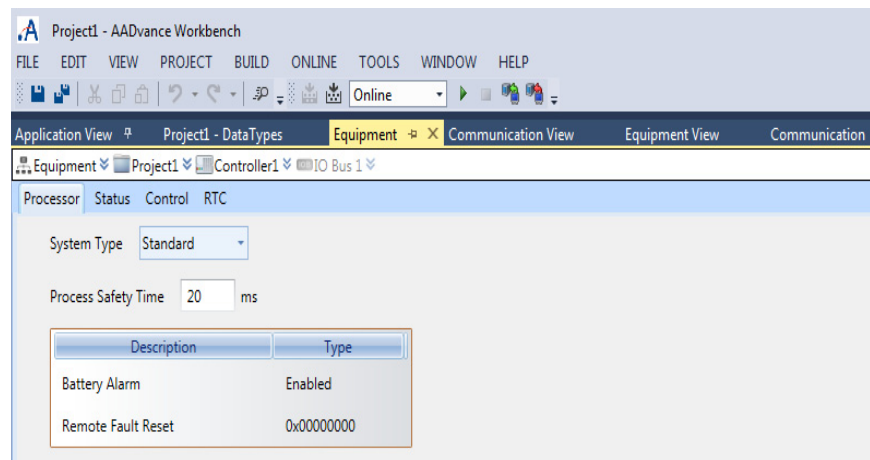 Project1 - AADvance Workbench
FILE EDIT VIEW PROJECT BUILD ONLINE TOOLS WINDOW HELP
Online
Application View Project1 - DataTypes Equipment Communication View Equipment View Communication
Equipment Project1 Controller1 IO Bus 1
Processor Status Control RTC
System Type Standard
Process Safety Time 20 ms
Description Type
Battery Alarm Enabled
Remote Fault Reset 0x00000000